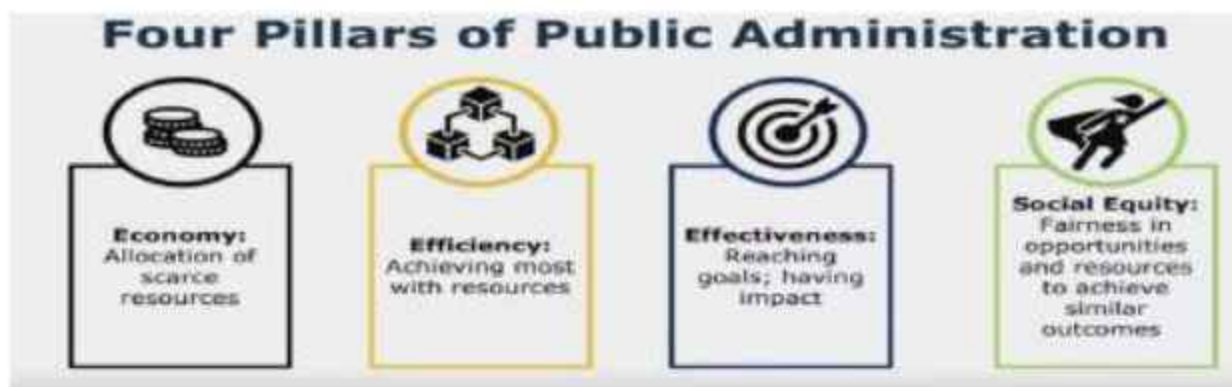 Four Pillars of Public Administration
Economy:
Allocation of
scarce
resources
Efficiency:
Achieving most
with resources
Effectiveness:
Reaching
goals; having
impact
Social Equity:
Fairness in
opportunities
and resources
to achieve
similar
outcomes